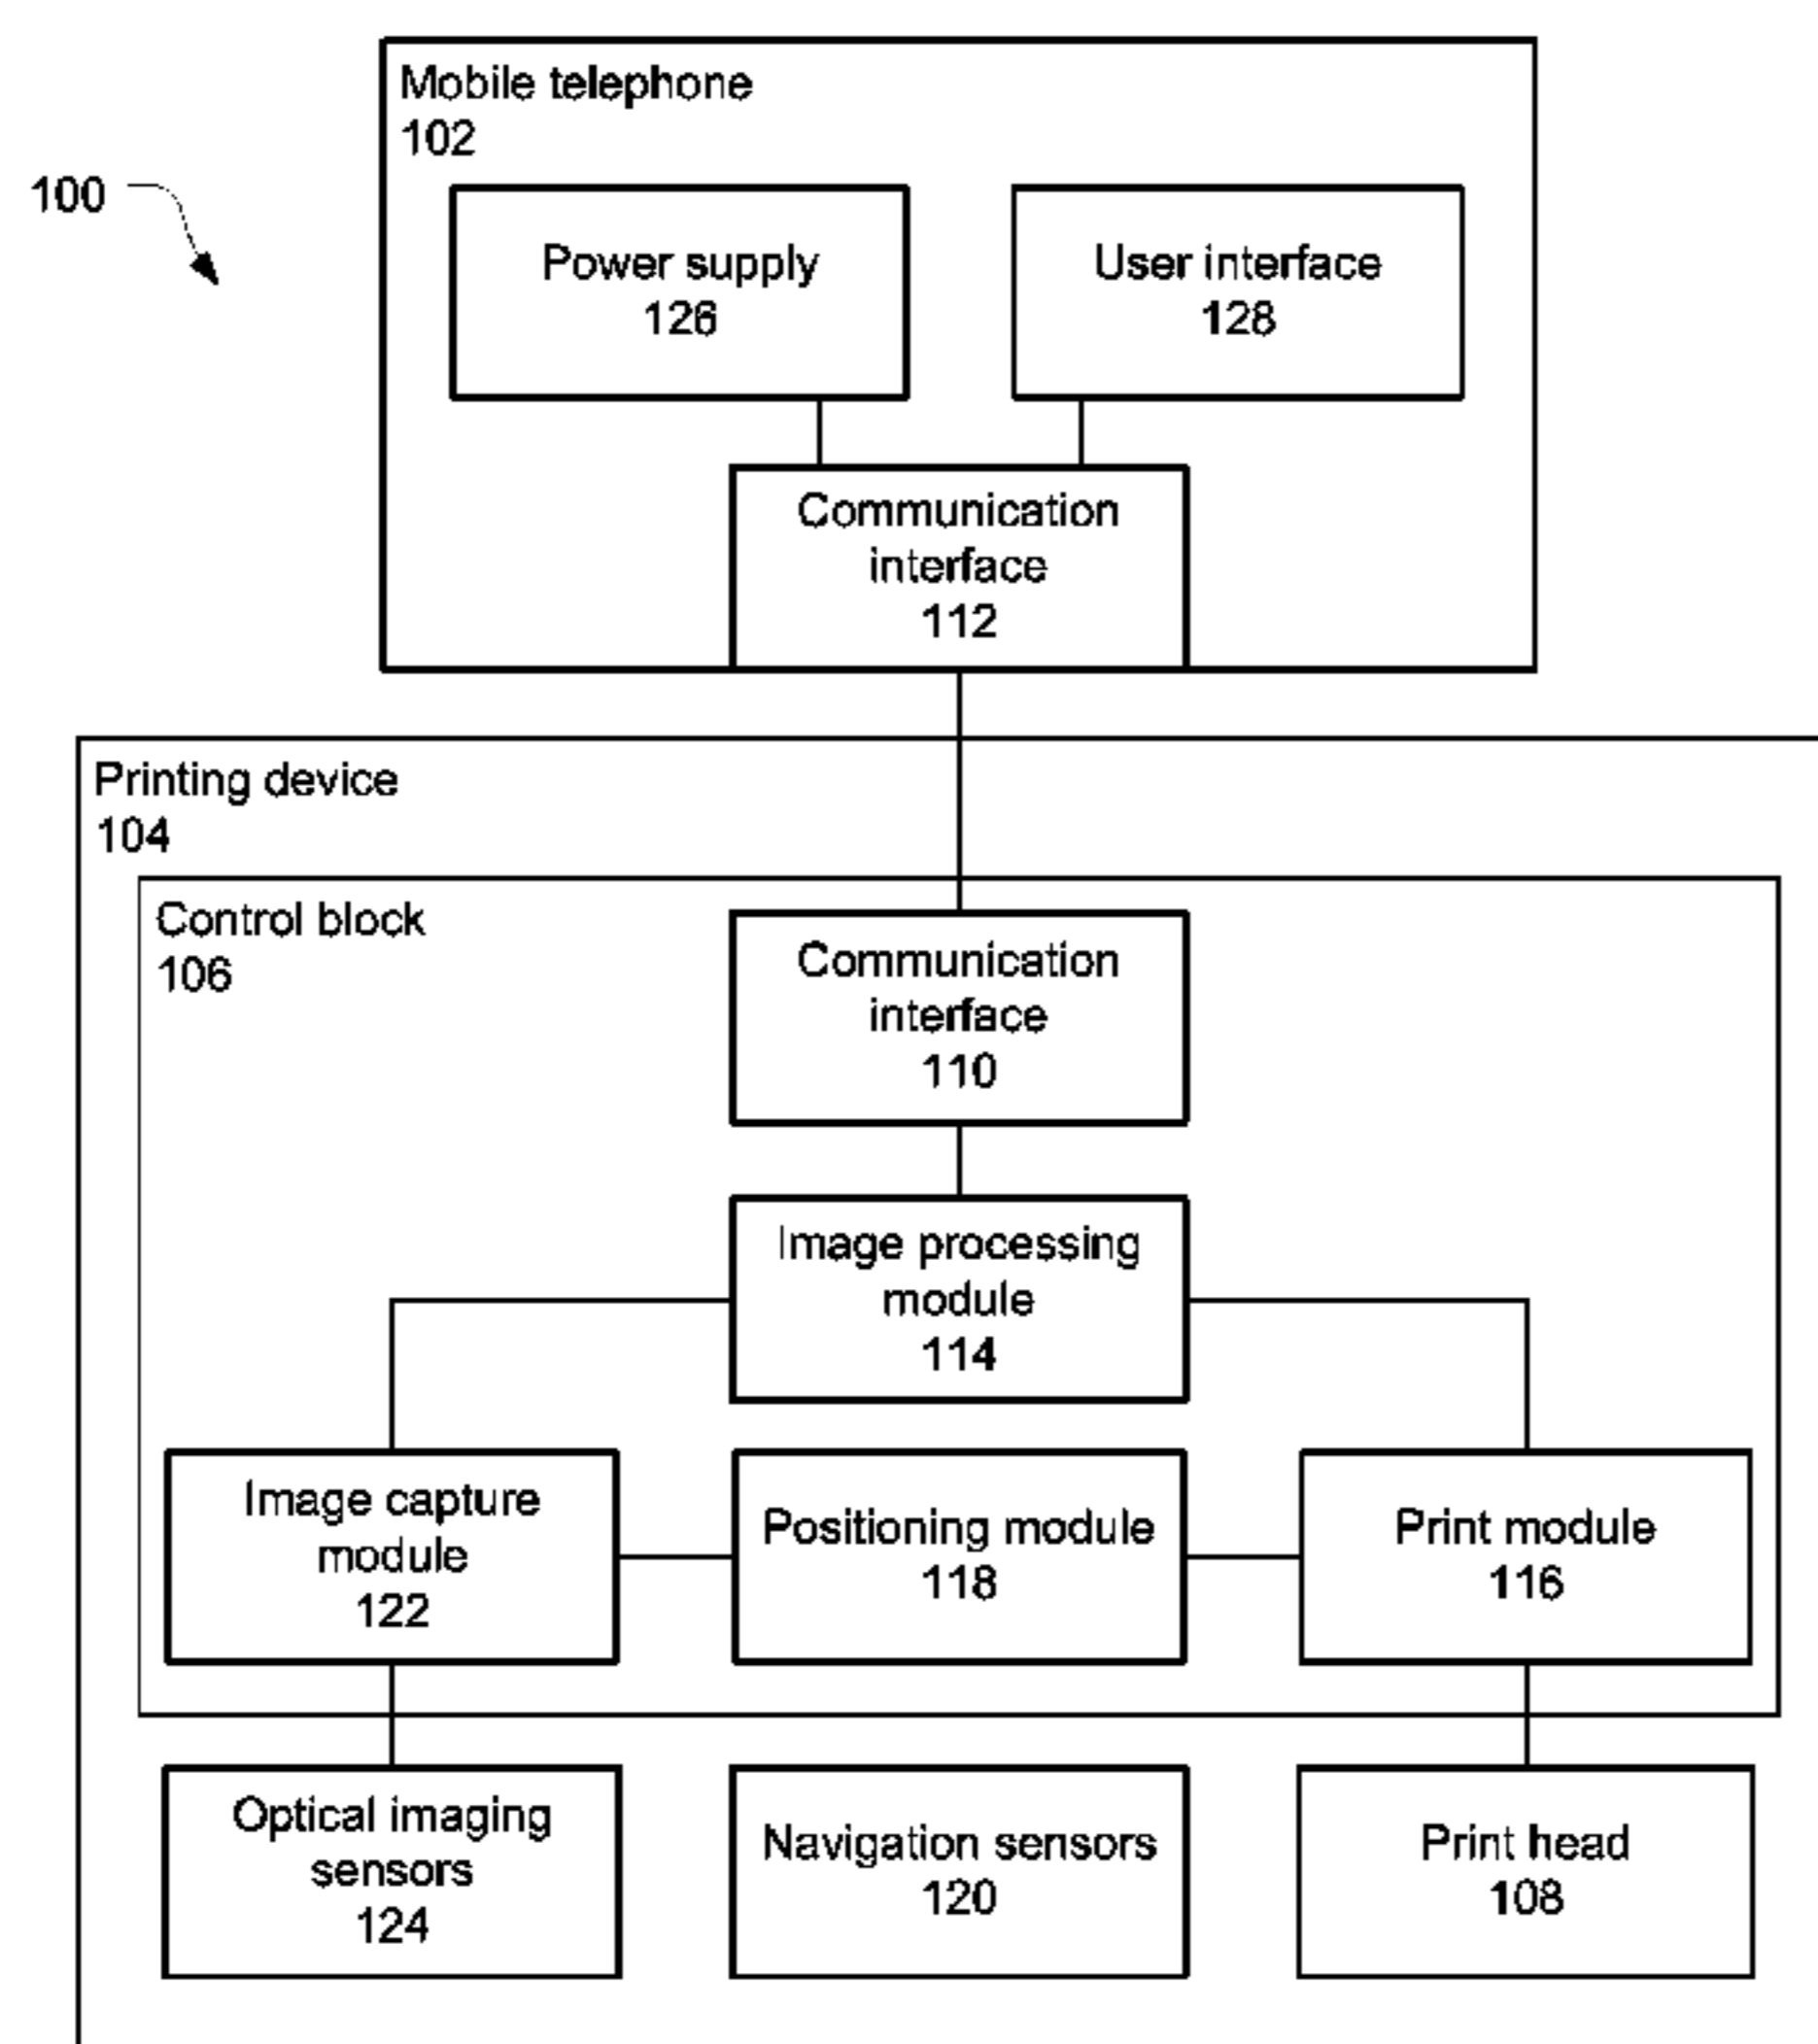 Mobile telephone
102
100
Power supply
126
User interface
128
Communication
interface
112
Printing device
104
Control block
106
Communication
interface
110
Image processing
module
114
Image capture
module
122
Positioning module
118
Print module
116
Optical imaging
sensors
124
Navigation sensors
120
Print head
108